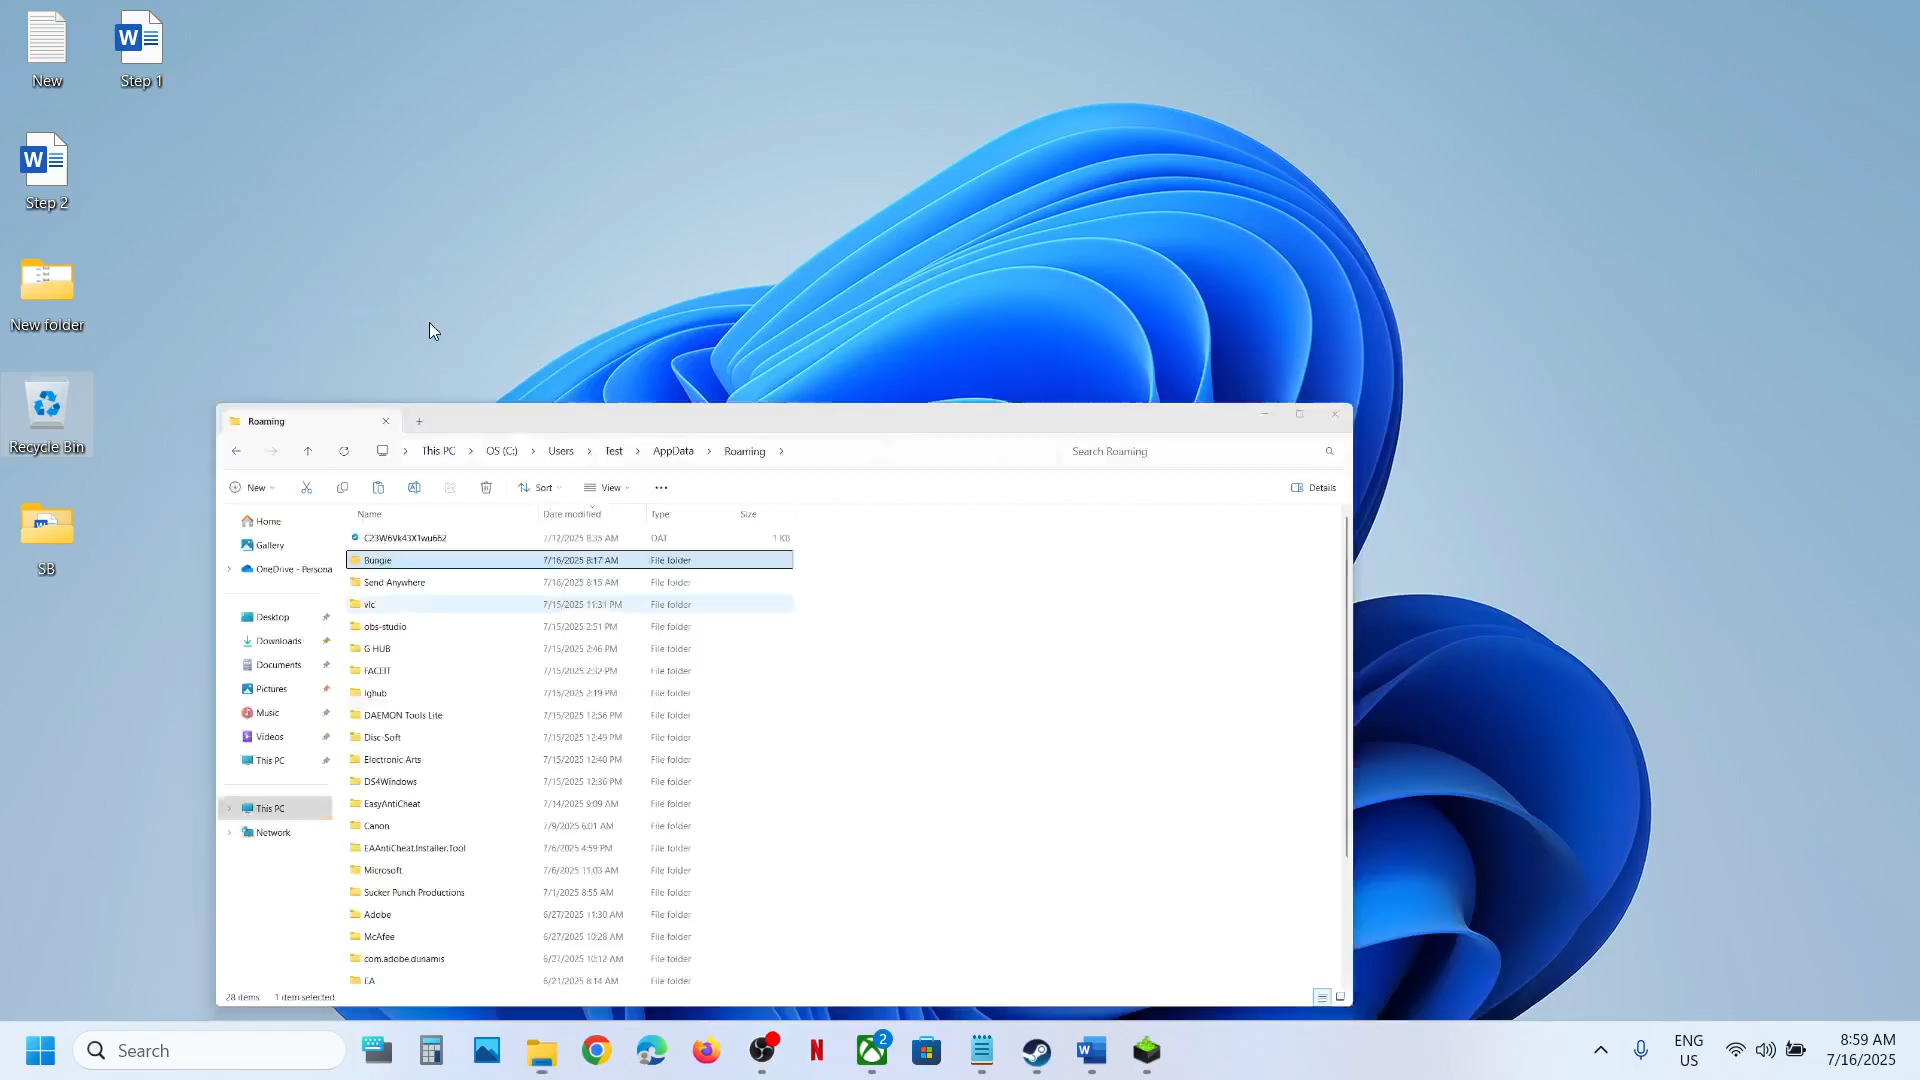 New
Step 1
Step 2
New folder
Recycle Bin
SB
Roaming
This PC > OS (C:) > Users > Test > AppData > Roaming >
Search Roaming
New
Sort
View
Details
Name Date modified Type Size
C23W6Vk43XTwu662 7/12/2025 8:35 AM DAT 1 KB
Bungie 7/16/2025 8:17 AM File folder
Send Anywhere 7/16/2025 8:15 AM File folder
vlc 7/15/2025 11:31 PM File folder
obs-studio 7/15/2025 2:51 PM File folder
G HUB 7/15/2025 2:46 PM File folder
FACEIT 7/15/2025 2:32 PM File folder
lghub 7/15/2025 2:19 PM File folder
DAEMON Tools Lite 7/15/2025 12:56 PM File folder
Disc-Soft 7/15/2025 12:49 PM File folder
Electronic Arts 7/15/2025 12:40 PM File folder
DS4Windows 7/15/2025 12:36 PM File folder
EasyAntiCheat 7/14/2025 9:09 AM File folder
Canon 7/9/2025 6:01 AM File folder
EAAntiCheat.Installer.Tool 7/6/2025 4:59 PM File folder
Microsoft 7/6/2025 11:03 AM File folder
Sucker Punch Productions 7/1/2025 8:55 AM File folder
Adobe 6/27/2025 11:30 AM File folder
McAfee 6/27/2025 10:28 AM File folder
com.adobe.dunamis 6/27/2025 10:12 AM File folder
EA 6/21/2025 8:14 AM File folder
Home
Gallery
OneDrive - Persona
Desktop
Downloads
Documents
Pictures
Music
Videos
This PC
This PC
Network
28 items 1 item selected
Search
2
ENG
US
8:59 AM
7/16/2025